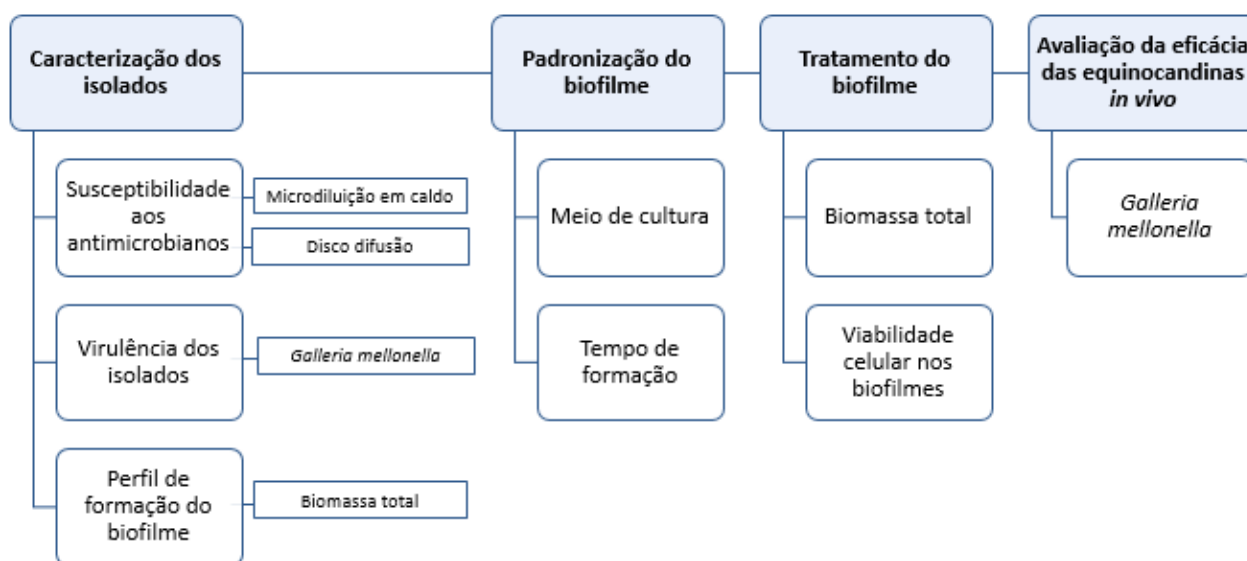 Caracterização dos
isolados
Padronização do
biofilme
Tratamento do
biofilme
Avaliação da eficácia
das equinocandinas
in vivo
Susceptibilidade
aos
antimicrobianos
Microdiluição em caldo
Disco difusão
Virulência dos
isolados
Galleria mellonella
Perfil de
formação do
biofilme
Biomassa total
Meio de cultura
Tempo de
formação
Biomassa total
Viabilidade
celular nos
biofilmes
Galleria
mellonella